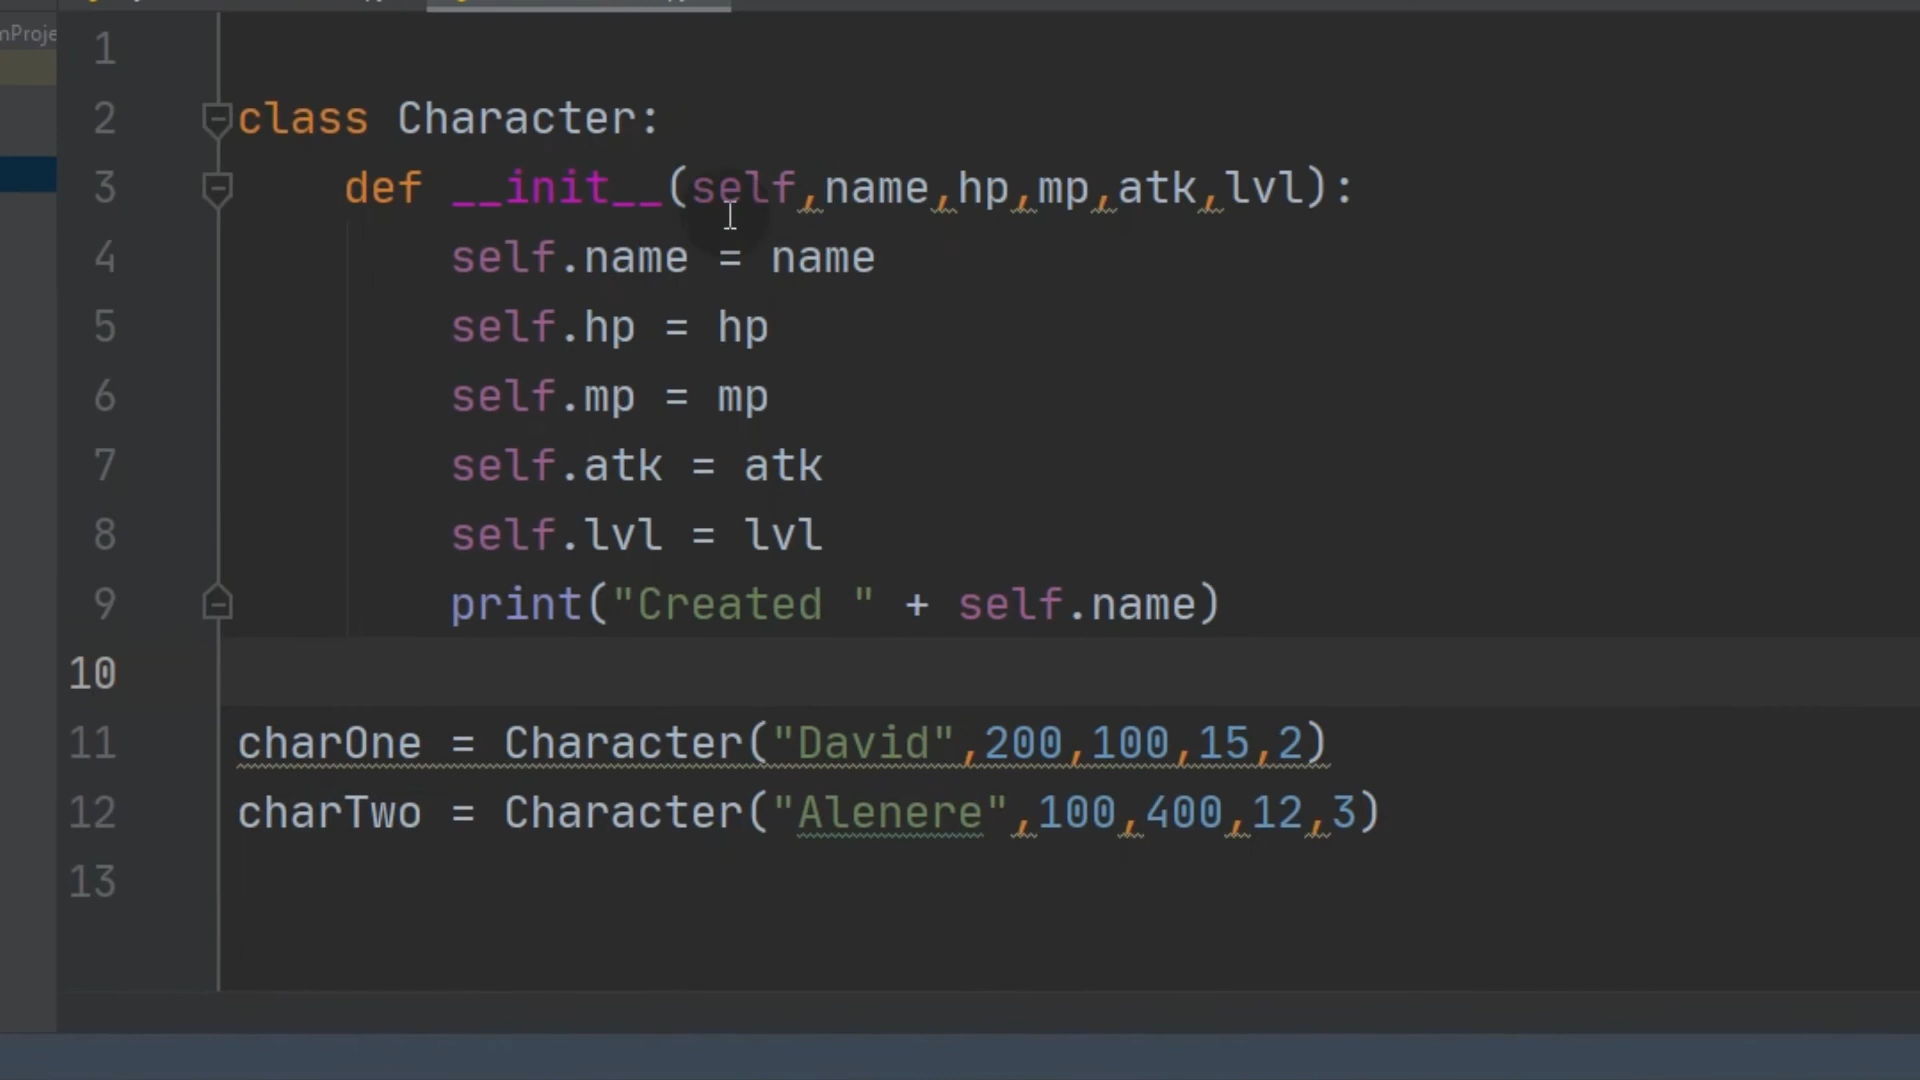 mProje
1
2 class Character:
3 def __init__(self,name,hp,mp,atk,lvl):
4 self.name = name
5 self.hp = hp
6 self.mp = mp
7 self.atk = atk
8 self.lvl = lvl
9 print("Created " + self.name)
10
11 charOne = Character("David",200,100,15,2)
12 charTwo = Character("Alenere",100,400,12,3)
13